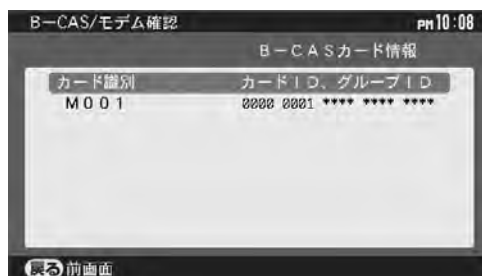 B－CAS/モデム確認 PM10:08
B－CASカード情報
カード識別 カードID、グループID
M001 0000 0001 **** **** ****
戻る 前画面